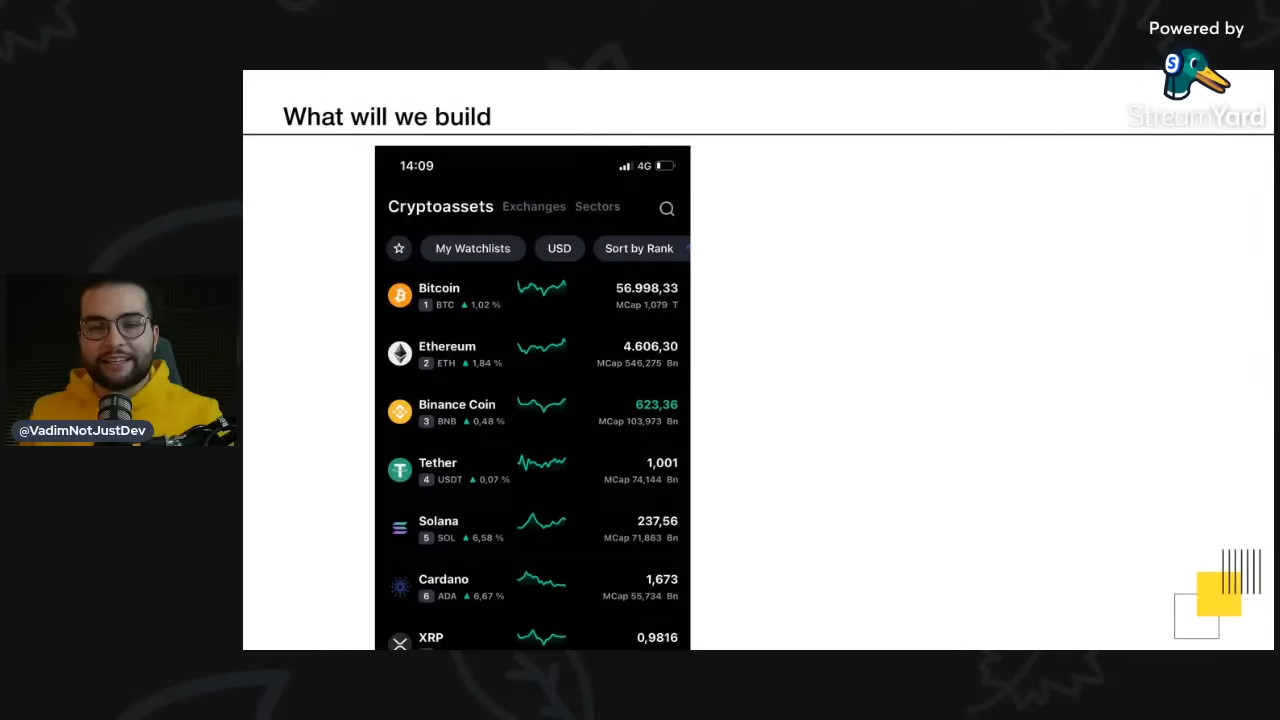 Powered by
StreamYard
What will we build
14:09
4G
Cryptoassets Exchanges Sectors
My Watchlists USD Sort by Rank
Bitcoin 56.998,33
1 BTC ▲ 1,02 % MCap 1,079 T
Ethereum 4.606,30
2 ETH ▲ 1,84 % MCap 546,275 Bn
Binance Coin 623,36
3 BNB ▲ 0,48 % MCap 103,973 Bn
Tether 1,001
4 USDT ▲ 0,07 % MCap 74,144 Bn
Solana 237,56
5 SOL ▲ 6,58 % MCap 71,863 Bn
Cardano 1,673
6 ADA ▲ 6,67 % MCap 55,734 Bn
XRP 0,9816
@VadimNotJustDev